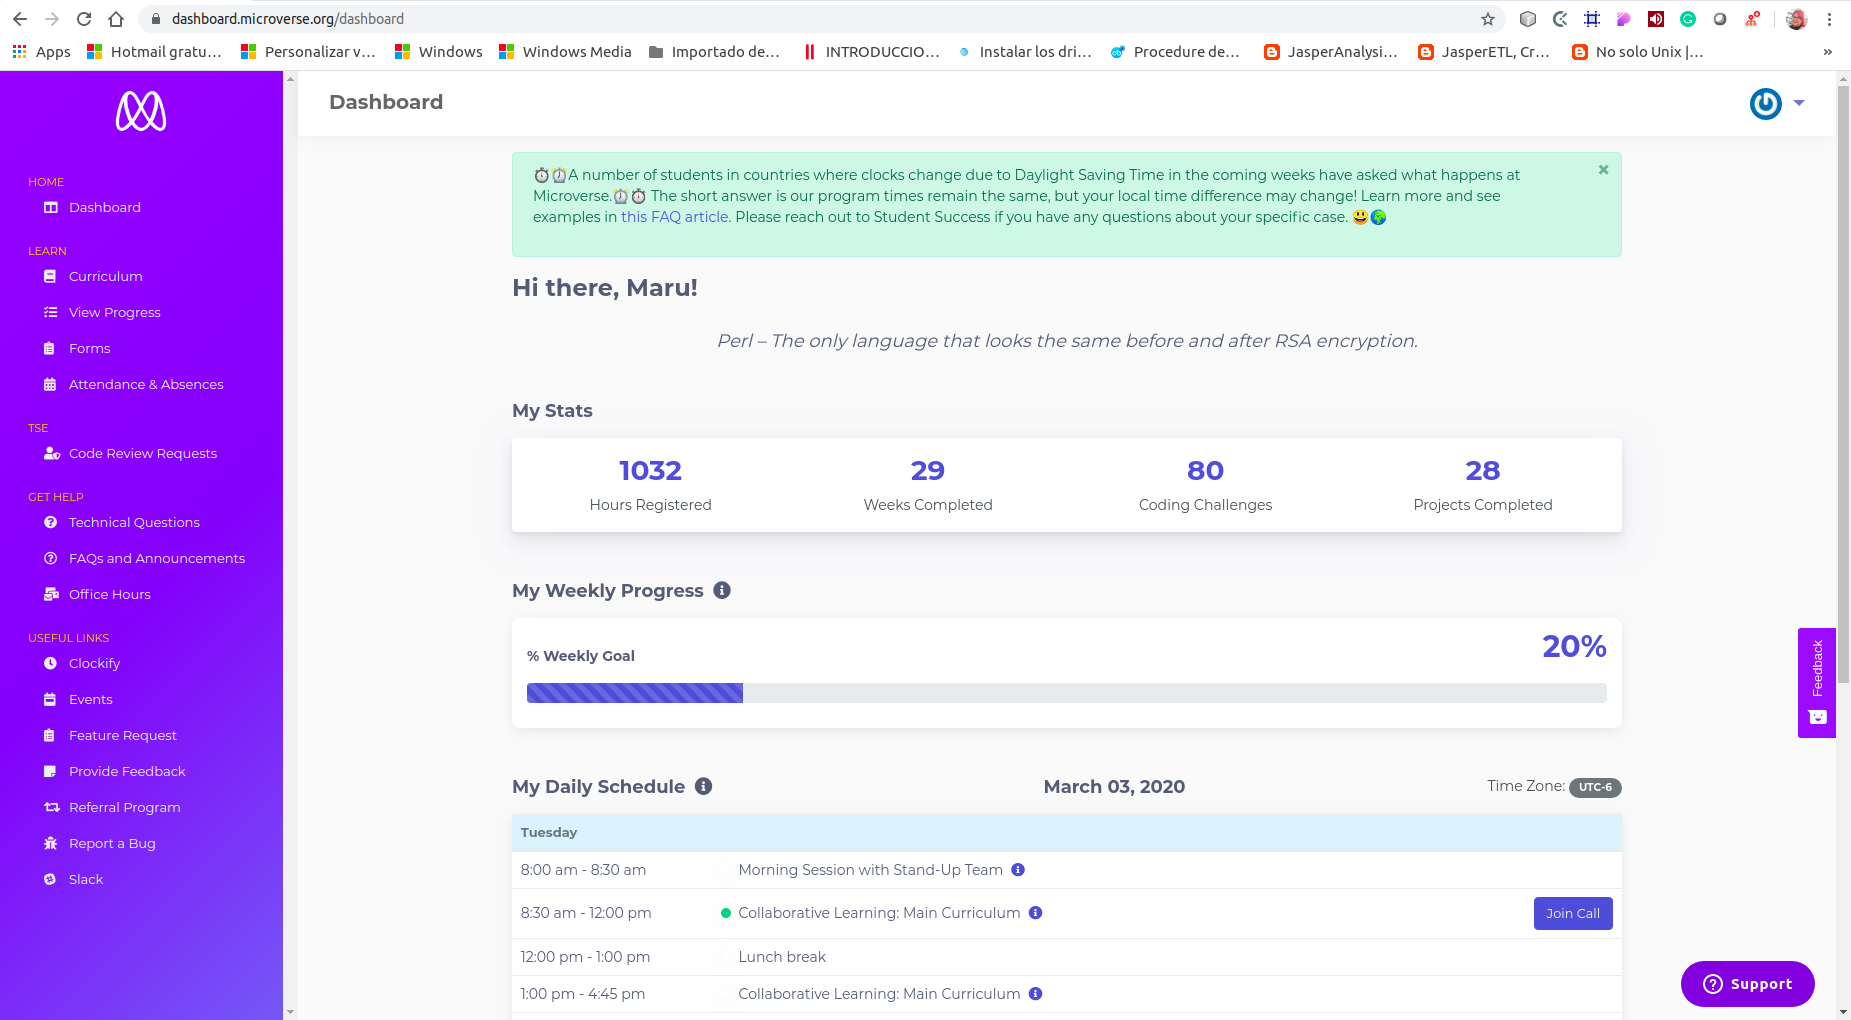 dashboard.microverse.org/dashboard
Apps Hotmail gratu... Personalizar v... Windows Windows Media Importado de... INTRODUCCIO... Instalar los dri... Procedure de... JasperAnalysi... JasperETL, Cr... No solo Unix |... »
Dashboard
HOME
Dashboard
LEARN
Curriculum
View Progress
Forms
Attendance & Absences
TSE
Code Review Requests
GET HELP
Technical Questions
FAQs and Announcements
Office Hours
USEFUL LINKS
Clockify
Events
Feature Request
Provide Feedback
Referral Program
Report a Bug
Slack
⏱⏰A number of students in countries where clocks change due to Daylight Saving Time in the coming weeks have asked what happens at
Microverse.⏰⏱ The short answer is our program times remain the same, but your local time difference may change! Learn more and see
examples in this FAQ article. Please reach out to Student Success if you have any questions about your specific case. 😃🌍
×
Hi there, Maru!
Perl – The only language that looks the same before and after RSA encryption.
My Stats
1032 29 80 28
Hours Registered Weeks Completed Coding Challenges Projects Completed
My Weekly Progress
% Weekly Goal 20%
My Daily Schedule March 03, 2020 Time Zone: UTC-6
Tuesday
8:00 am - 8:30 am Morning Session with Stand-Up Team
8:30 am - 12:00 pm Collaborative Learning: Main Curriculum Join Call
12:00 pm - 1:00 pm Lunch break
1:00 pm - 4:45 pm Collaborative Learning: Main Curriculum
Feedback
Support